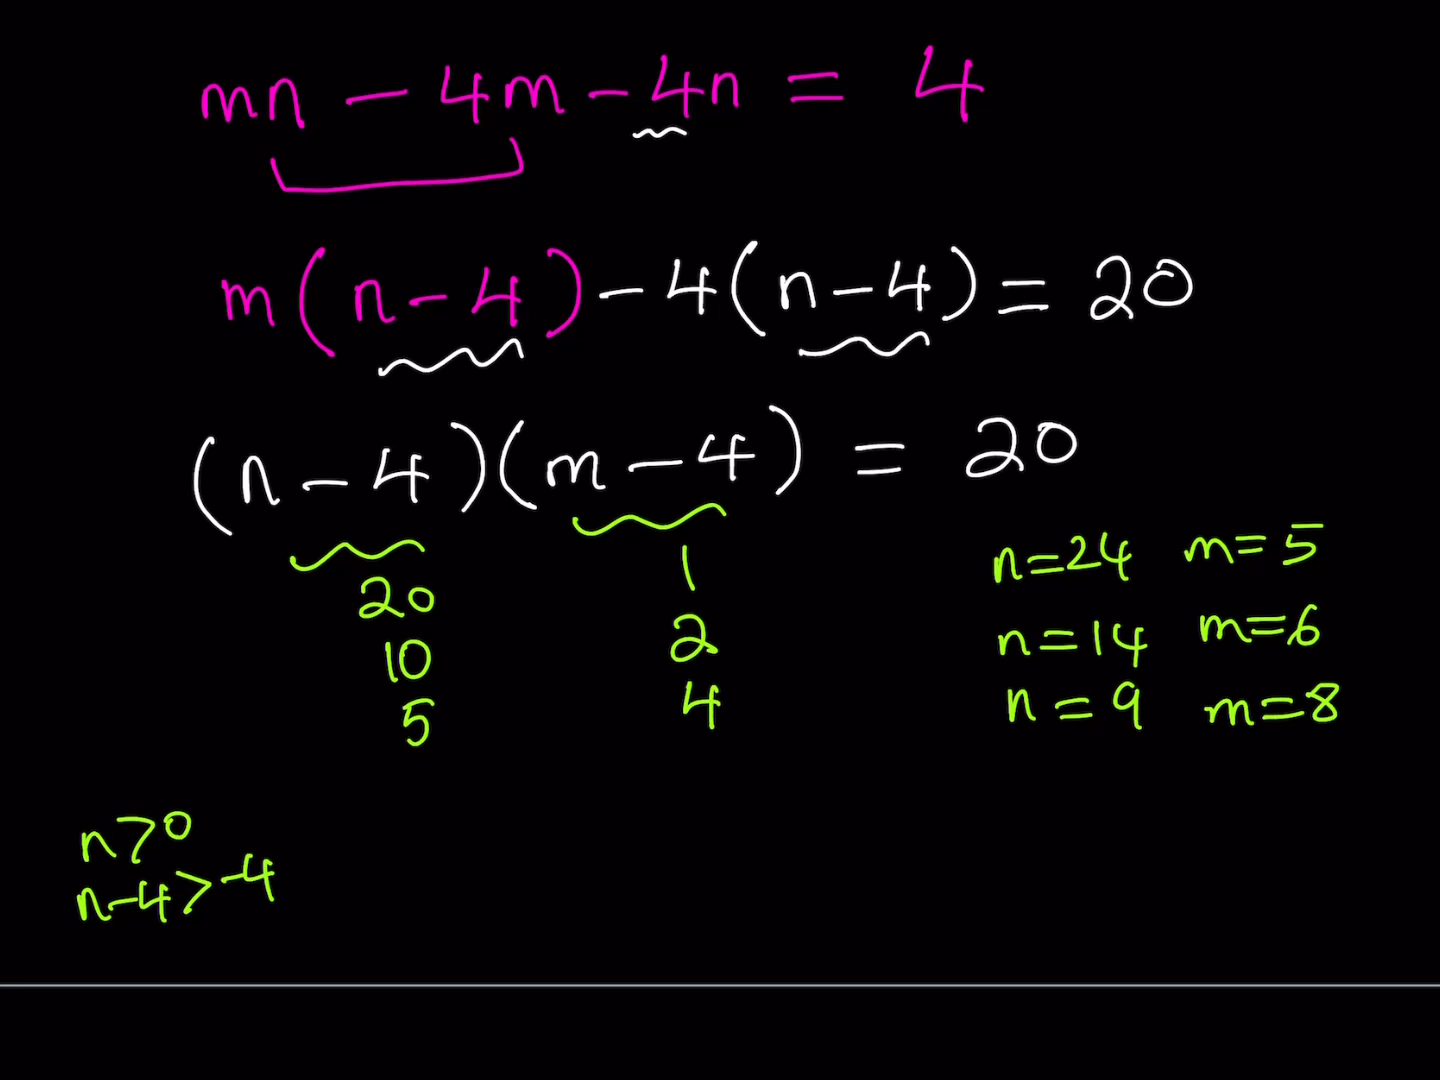 mn - 4m - 4n = 4
m(n-4) - 4(n-4) = 20
(n-4)(m-4) = 20
20 1
10 2
5 4
n=24 m=5
n=14 m=6
n=9 m=8
n>0
n-4>-4